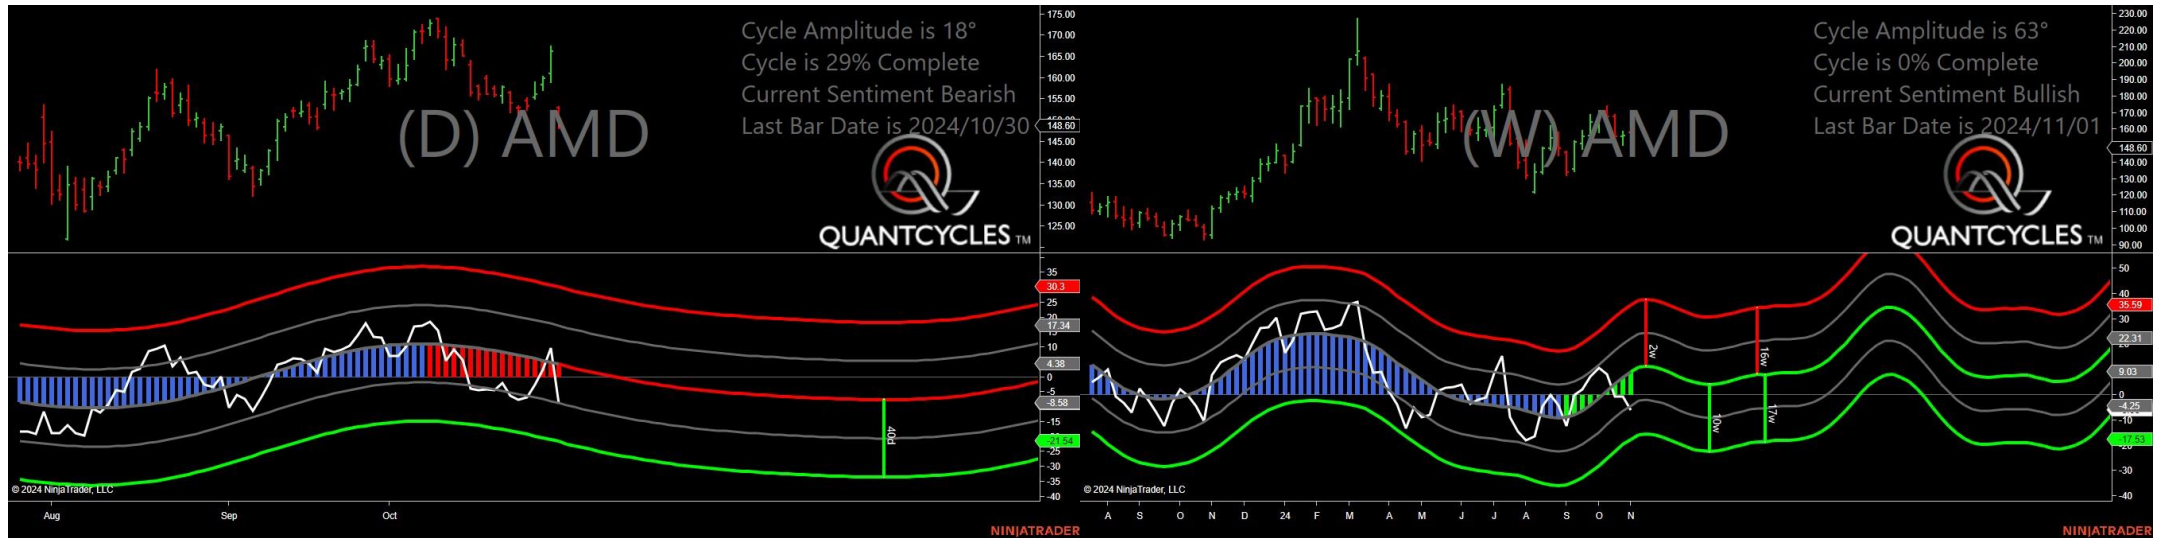 Cycle Amplitude is 18°
Cycle is 29% Complete
Current Sentiment Bearish
Last Bar Date is 2024/10/30
(D) AMD
QUANTCYCLES TM
175.00
170.00
165.00
160.00
155.00
148.60
145.00
140.00
135.00
130.00
125.00
35
30.3
25
20
17.34
10
4.38
0
-5
-8.58
-15
-21.54
-25
-30
-35
-40
40d
© 2024 NinjaTrader, LLC
Aug
Sep
Oct
NINJATRADER
Cycle Amplitude is 63°
Cycle is 0% Complete
Current Sentiment Bullish
Last Bar Date is 2024/11/01
(W) AMD
QUANTCYCLES TM
230.00
220.00
210.00
200.00
190.00
180.00
170.00
160.00
148.60
140.00
130.00
120.00
110.00
100.00
90.00
50
40
35.59
30
22.31
9.03
0
-4.25
-10
-17.53
-30
-40
2w
16w
10w
17w
© 2024 NinjaTrader, LLC
A
S
O
N
D
24
F
M
A
M
J
J
A
S
O
N
NINJATRADER